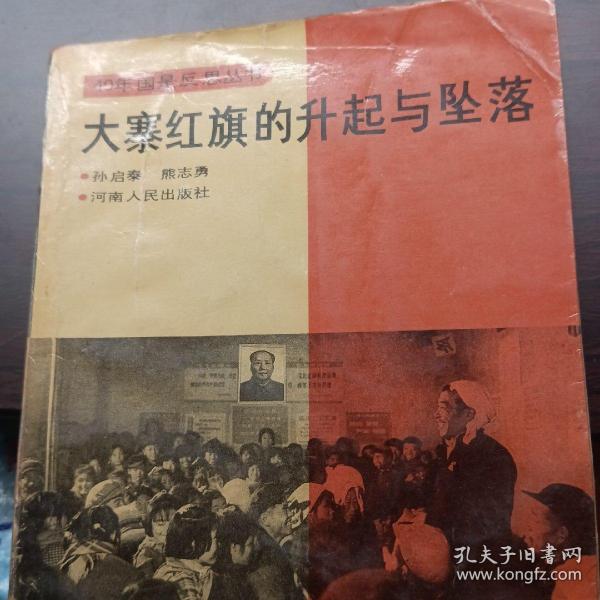 40年国是反思丛书
大寨红旗的升起与坠落
•孙启泰 熊志勇
•河南人民出版社
孔夫子旧书网
www.kongfz.com